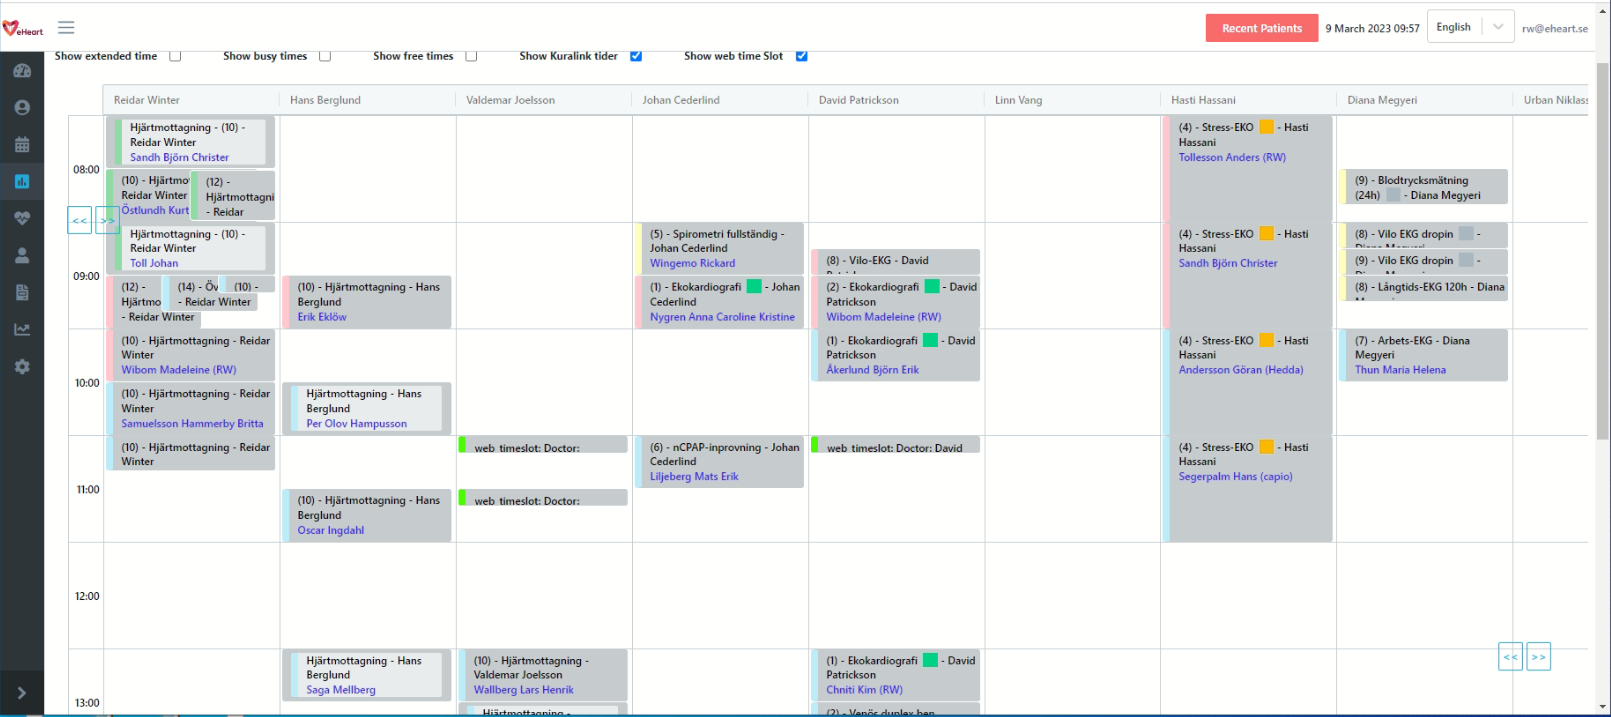 eHeart
Recent Patients
9 March 2023 09:57
English
rw@eheart.se
Show extended time
Show busy times
Show free times
Show Kuralink tider
Show web time Slot
Reidar Winter
Hans Berglund
Valdemar Joelsson
Johan Cederlind
David Patrickson
Linn Vang
Hasti Hassani
Diana Megyeri
Urban Niklass
08:00
09:00
10:00
11:00
12:00
13:00
<<
>>
Hjärtmottagning - (10) -
Reidar Winter
Sandh Björn Christer
(10) - Hjärtmo
Reidar Winter
Östlundh Kurt
(12) -
Hjärtmottagni
- Reidar
Hjärtmottagning - (10) -
Reidar Winter
Toll Johan
(12) -
Hjärtmo
- Reidar Winter
(14) - Öv
- Reidar Winter
(10) -
(10) - Hjärtmottagning - Reidar
Winter
Wibom Madeleine (RW)
(10) - Hjärtmottagning - Reidar
Winter
Samuelsson Hammerby Britta
(10) - Hjärtmottagning - Reidar
Winter
(10) - Hjärtmottagning - Hans
Berglund
Erik Eklöw
Hjärtmottagning - Hans
Berglund
Per Olov Hampusson
(10) - Hjärtmottagning - Hans
Berglund
Oscar Ingdahl
Hjärtmottagning - Hans
Berglund
Saga Mellberg
web timeslot: Doctor:
web timeslot: Doctor:
(10) - Hjärtmottagning -
Valdemar Joelsson
Wallberg Lars Henrik
Hjärtmottagning -
(5) - Spirometri fullständig -
Johan Cederlind
Wingemo Rickard
(1) - Ekokardiografi - Johan
Cederlind
Nygren Anna Caroline Kristine
(6) - nCPAP-inprovning - Johan
Cederlind
Liljeberg Mats Erik
(8) - Vilo-EKG - David
(2) - Ekokardiografi - David
Patrickson
Wibom Madeleine (RW)
(1) - Ekokardiografi - David
Patrickson
Åkerlund Björn Erik
web timeslot: Doctor: David
(1) - Ekokardiografi - David
Patrickson
Chniti Kim (RW)
(2) - Venös duplex ben
(4) - Stress-EKO - Hasti
Hassani
Tollesson Anders (RW)
(4) - Stress-EKO - Hasti
Hassani
Sandh Björn Christer
(4) - Stress-EKO - Hasti
Hassani
Andersson Göran (Hedda)
(4) - Stress-EKO - Hasti
Hassani
Segerpalm Hans (capio)
(9) - Blodtrycksmätning
(24h) - Diana Megyeri
(8) - Vilo EKG dropin -
(9) - Vilo EKG dropin -
(8) - Långtids-EKG 120h - Diana
(7) - Arbets-EKG - Diana
Megyeri
Thun Maria Helena
<<
>>